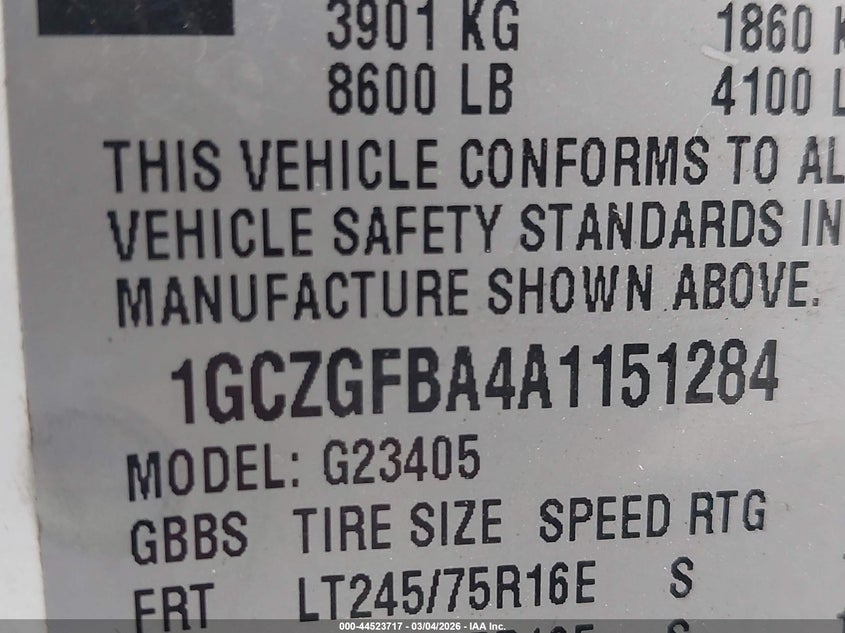 3901 KG 1860 K
8600 LB 4100 L
THIS VEHICLE CONFORMS TO AL
VEHICLE SAFETY STANDARDS IN
MANUFACTURE SHOWN ABOVE.
1GCZGFBA4A1151284
MODEL: G23405
GBBS TIRE SIZE SPEED RTG
FRT LT245/75R16E S
000-44523717 - 03/04/2026 - IAA Inc.